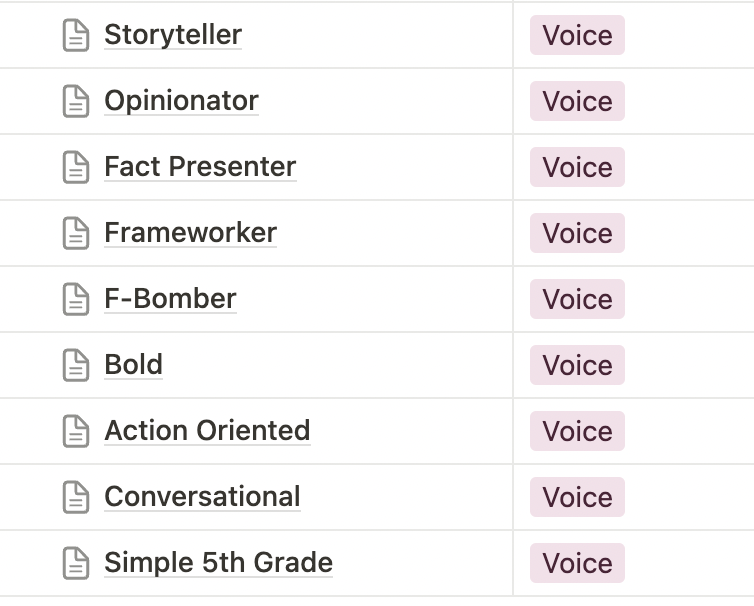 Storyteller Voice
Opinionator Voice
Fact Presenter Voice
Frameworker Voice
F-Bomber Voice
Bold Voice
Action Oriented Voice
Conversational Voice
Simple 5th Grade Voice